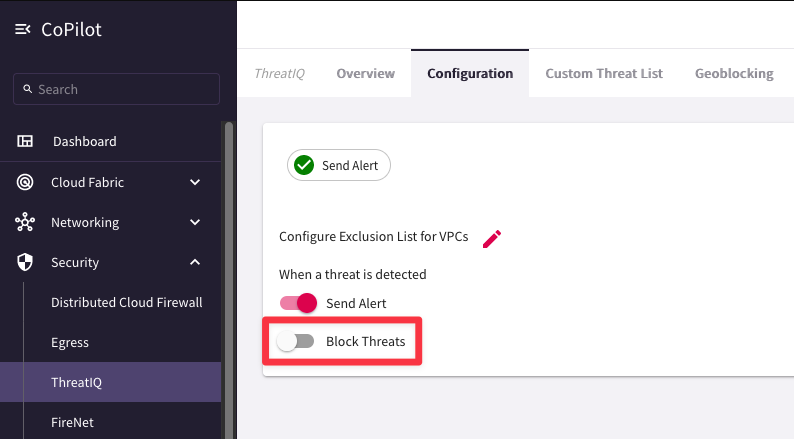 CoPilot
Search
Dashboard
Cloud Fabric
Networking
Security
Distributed Cloud Firewall
Egress
ThreatIQ
FireNet
ThreatIQ Overview Configuration Custom Threat List Geoblocking
Send Alert
Configure Exclusion List for VPCs
When a threat is detected
Send Alert
Block Threats